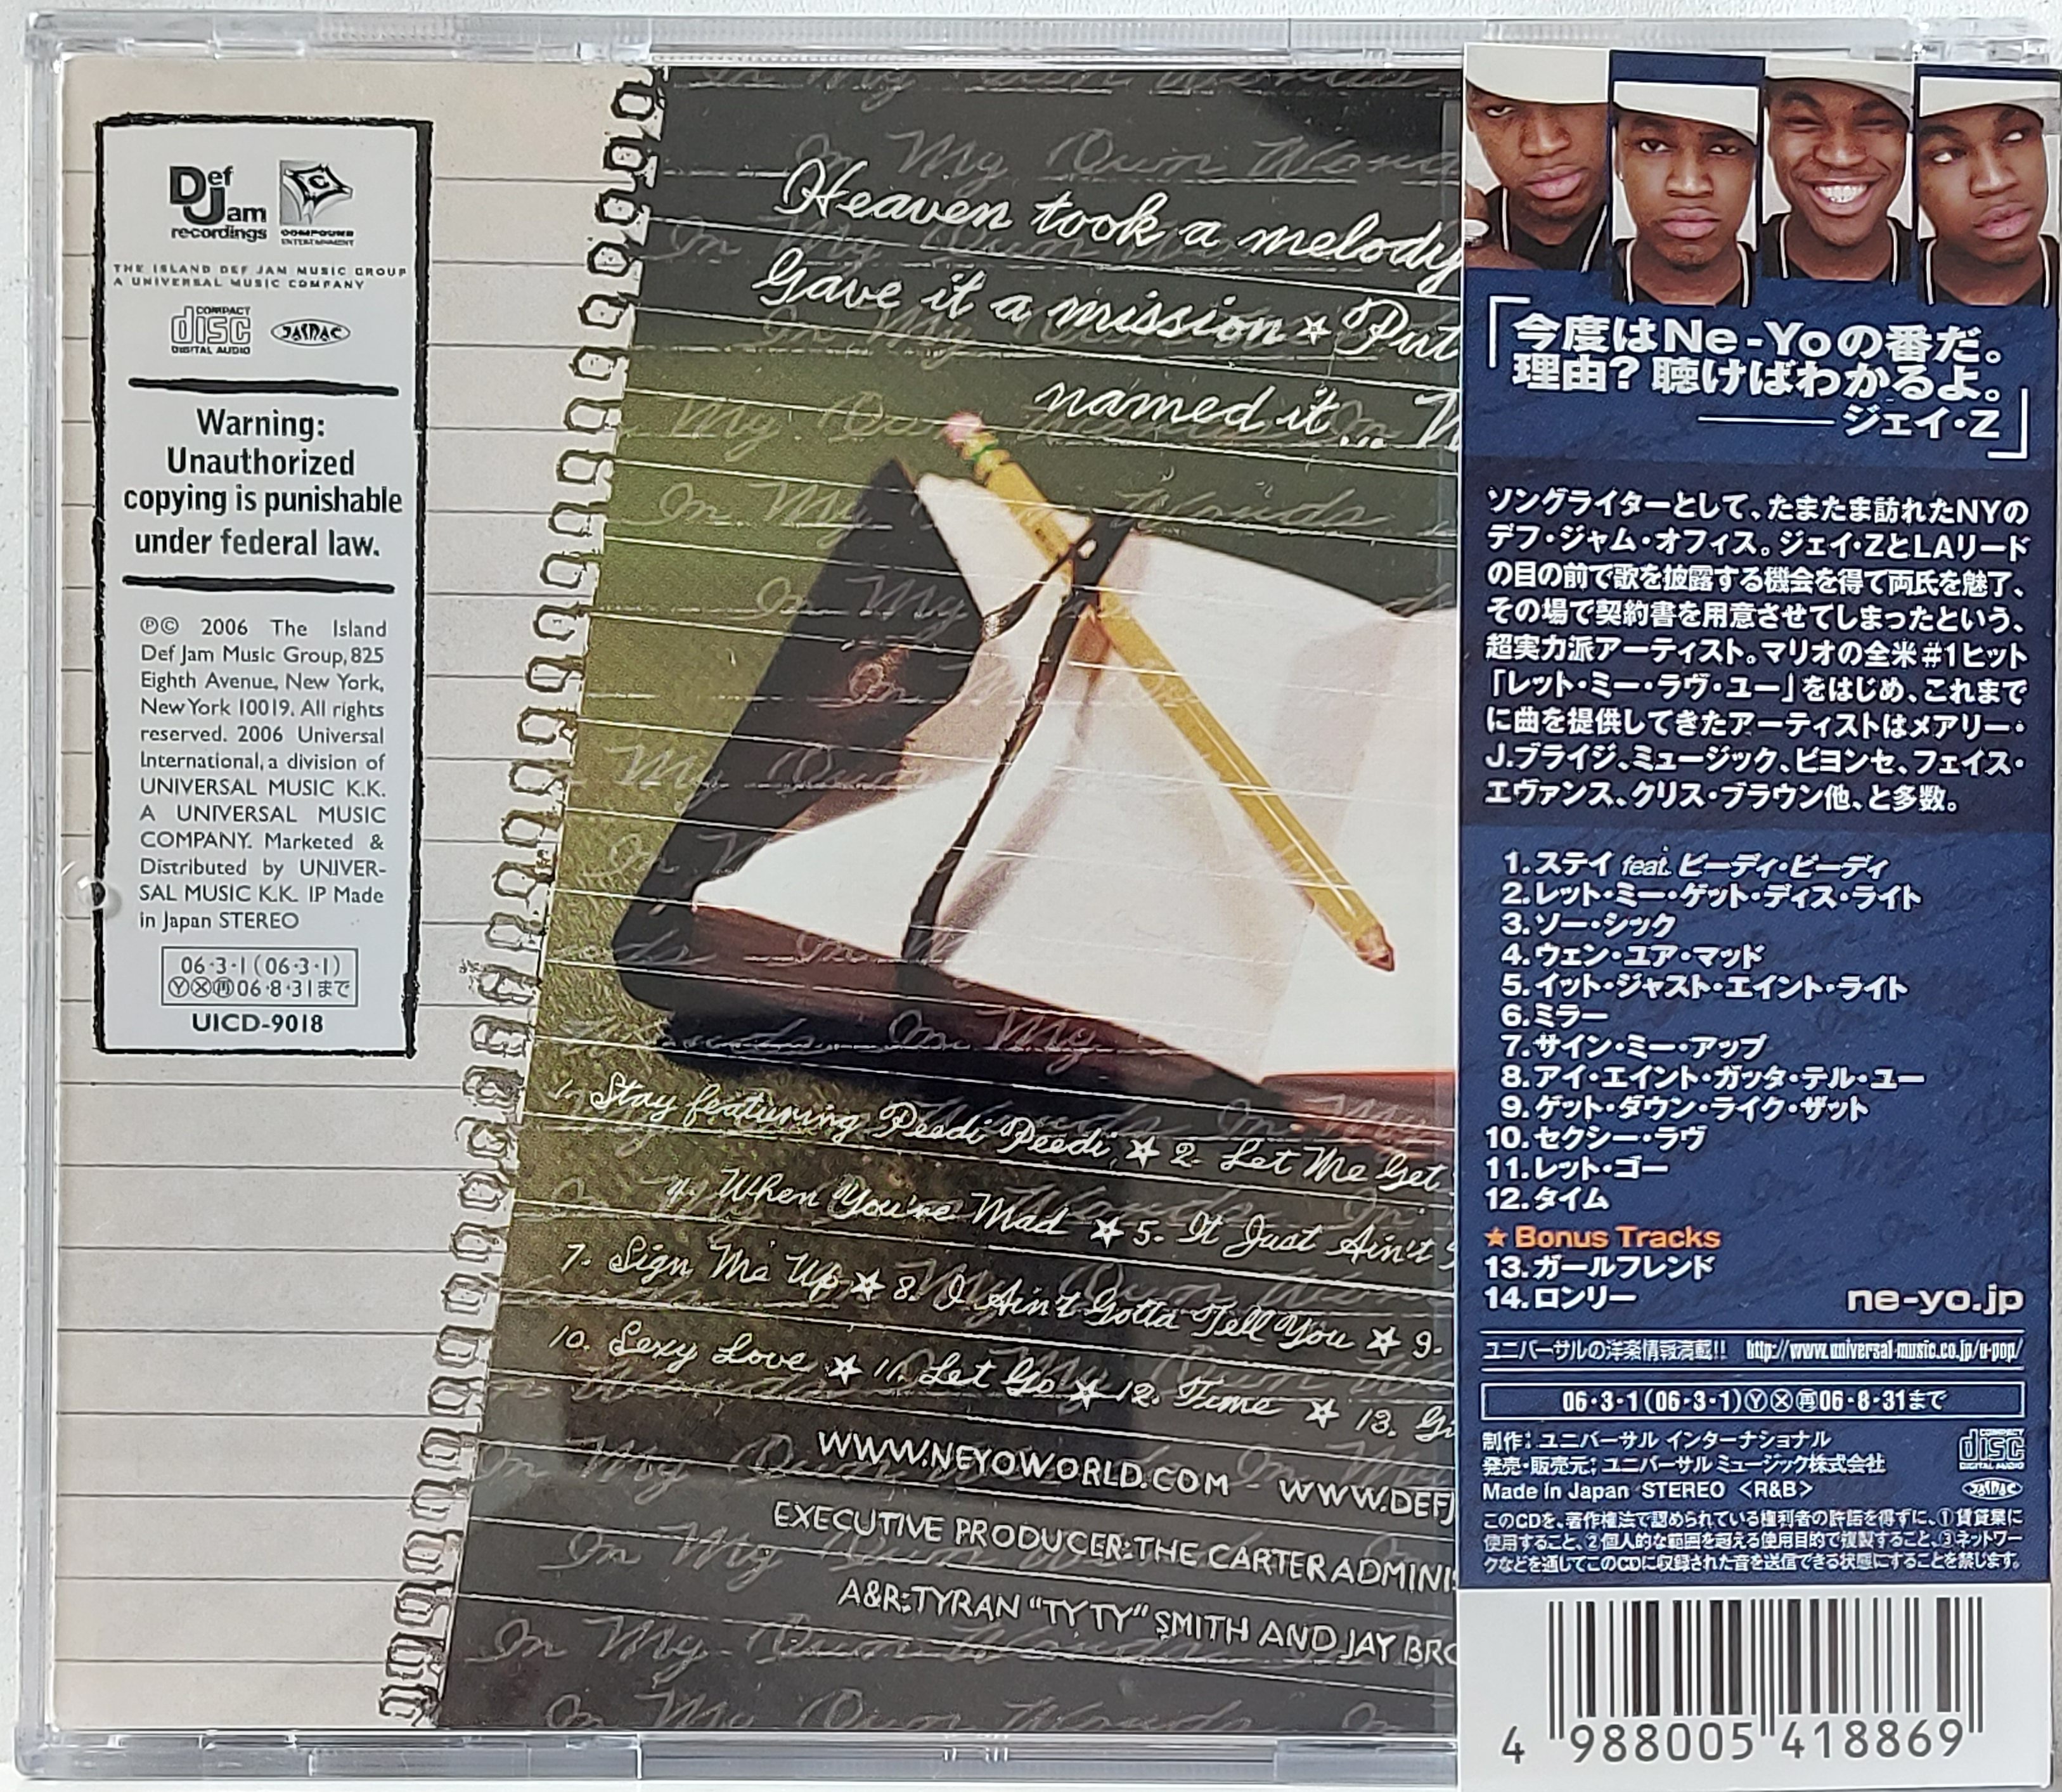 Def
Jam
recordings
COMPOUND
ENTERTAINMENT
THE ISLAND DEF JAM MUSIC GROUP
A UNIVERSAL MUSIC COMPANY
COMPACT
disc
DIGITAL AUDIO
JASRAC
Warning:
Unauthorized
copying is punishable
under federal law.
℗© 2006 The Island
Def Jam Music Group, 825
Eighth Avenue, New York,
New York 10019. All rights
reserved. 2006 Universal
International, a division of
UNIVERSAL MUSIC K.K.
A UNIVERSAL MUSIC
COMPANY. Marketed &
Distributed by UNIVER-
SAL MUSIC K.K. IP Made
in Japan STEREO
06·3·1(06·3·1)
Ⓨ Ⓧ ㊢06·8·31まで
UICD-9018
Heaven took a melody
Gave it a mission ☆ Put
named it...
1. Stay featuring Peedi Peedi ☆ 2. Let Me Get
4. When You're Mad ☆ 5. It Just Ain't
7. Sign Me Up ☆ 8. I Ain't Gotta Tell You ☆ 9.
10. Sexy Love ☆ 11. Let Go ☆ 12. Time ☆ 13.
WWW.NEYOWORLD.COM WWW.DEFJ
EXECUTIVE PRODUCER:THE CARTER ADMINIS
A&R:TYRAN "TY TY" SMITH AND JAY BRO
「今度はNe-Yoの番だ。
理由?聴けばわかるよ。
——ジェイ・Z」
ソングライターとして、たまたま訪れたNYの
デフ・ジャム・オフィス。ジェイ・ZとLAリード
の目の前で歌を披露する機会を得て両氏を魅了、
その場で契約書を用意させてしまったという、
超実力派アーティスト。マリオの全米#1ヒット
「レット・ミー・ラヴ・ユー」をはじめ、これまで
に曲を提供してきたアーティストはメアリー・
J.ブライジ、ミュージック、ビヨンセ、フェイス・
エヴァンス、クリス・ブラウン他、と多数。
1.ステイ feat. ピーディ・ピーディ
2.レット・ミー・ゲット・ディス・ライト
3.ソー・シック
4.ウェン・ユア・マッド
5.イット・ジャスト・エイント・ライト
6.ミラー
7.サイン・ミー・アップ
8.アイ・エイント・ガッタ・テル・ユー
9.ゲット・ダウン・ライク・ザット
10.セクシー・ラヴ
11.レット・ゴー
12.タイム
★Bonus Tracks
13.ガールフレンド
14.ロンリー
ne-yo.jp
ユニバーサルの洋楽情報満載!! http://www.universal-music.co.jp/u-pop/
06·3·1(06·3·1)Ⓨ Ⓧ ㊢06·8·31まで
制作:ユニバーサル インターナショナル
発売・販売元:ユニバーサル ミュージック株式会社
Made in Japan STEREO <R&B>
COMPACT
disc
DIGITAL AUDIO
JASRAC
このCDを、著作権法で認められている権利者の許諾を得ずに、①賃貸業に
使用すること、②個人的な範囲を越える使用目的で複製すること、③ネットワー
クなどを通してこのCDに収録された音を送信できる状態にすることを禁じます。
4 988005 418869